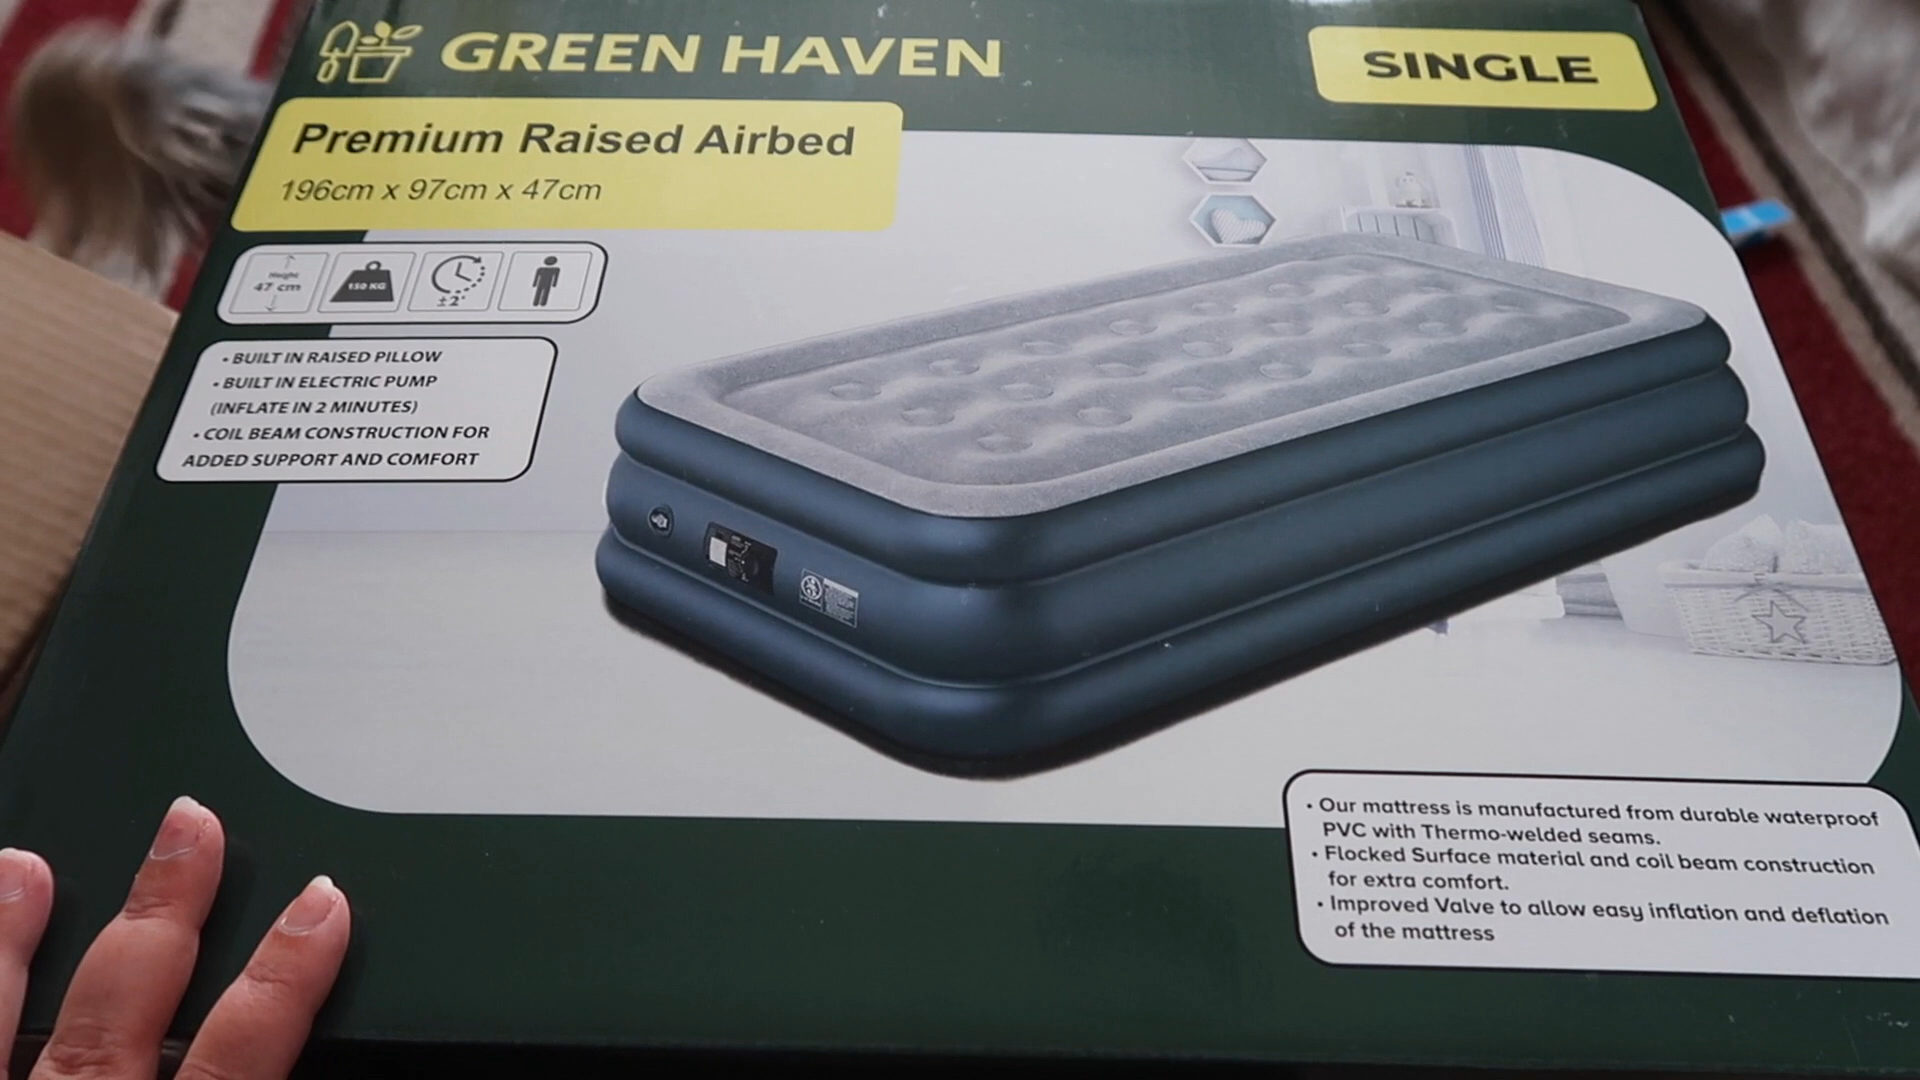 GREEN HAVEN
SINGLE
Premium Raised Airbed
196cm x 97cm x 47cm
Height
47 cm
150 KG
±2'
• BUILT IN RAISED PILLOW
• BUILT IN ELECTRIC PUMP
(INFLATE IN 2 MINUTES)
• COIL BEAM CONSTRUCTION FOR
ADDED SUPPORT AND COMFORT
• Our mattress is manufactured from durable waterproof
PVC with Thermo-welded seams.
• Flocked Surface material and coil beam construction
for extra comfort.
• Improved Valve to allow easy inflation and deflation
of the mattress